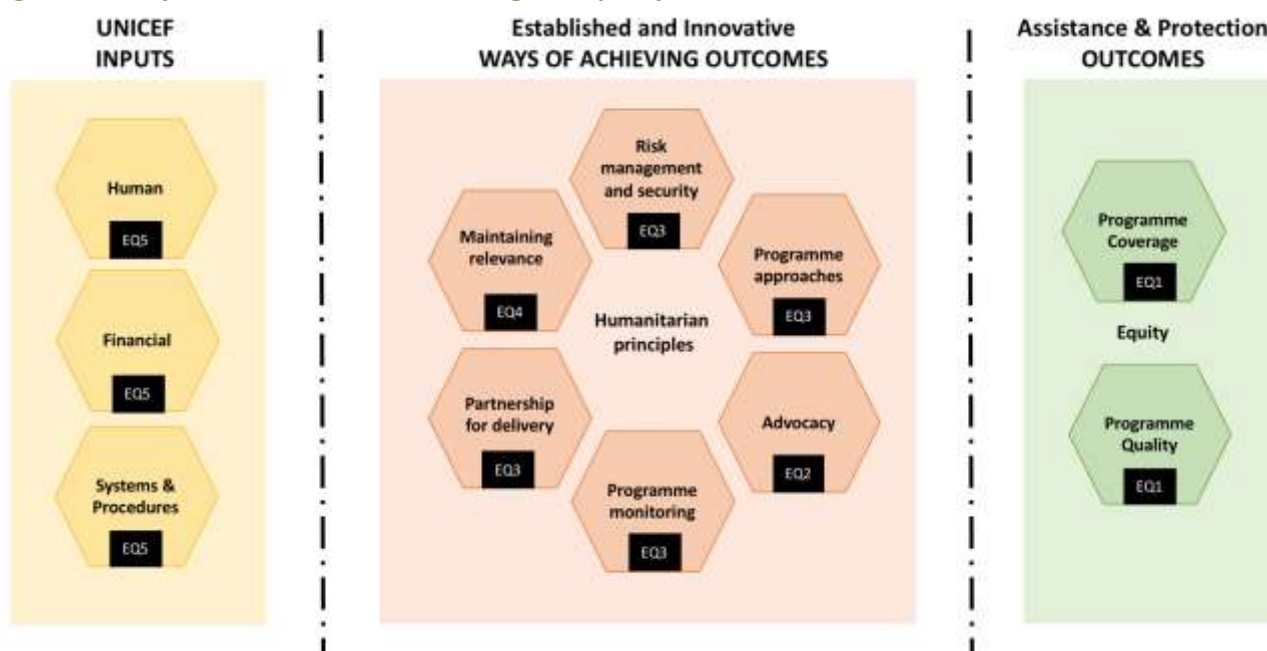 UNICEF
INPUTS
Human
EQ5
Financial
EQ5
Systems &
Procedures
EQ5
Established and Innovative
WAYS OF ACHIEVING OUTCOMES
Risk
management
and security
EQ3
Maintaining
relevance
EQ4
Programme
approaches
EQ3
Humanitarian
principles
Partnership
for delivery
EQ3
Advocacy
EQ2
Programme
monitoring
EQ3
Assistance & Protection
OUTCOMES
Programme
Coverage
EQ1
Equity
Programme
Quality
EQ1